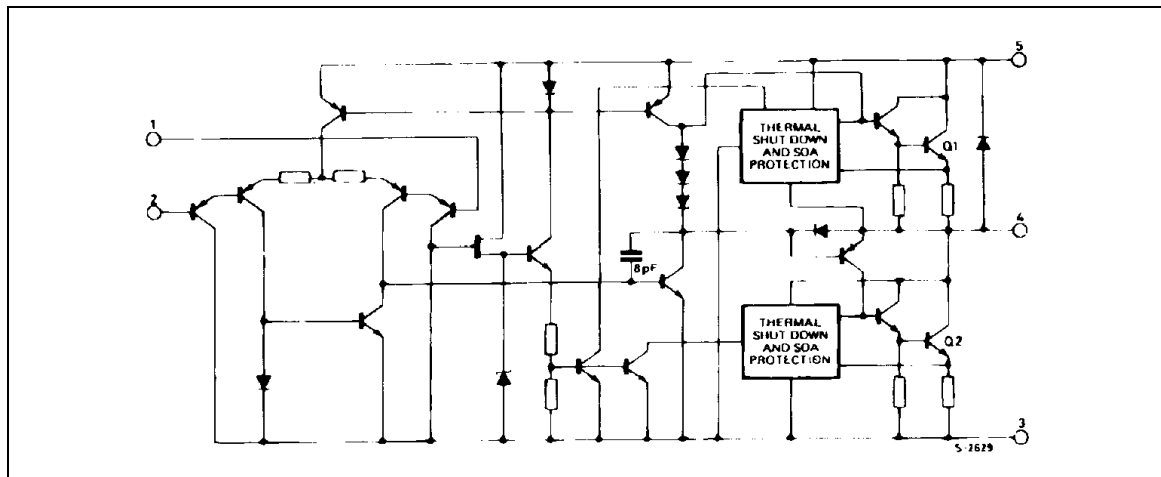 5
1
THERMAL
SHUT DOWN
AND SOA
PROTECTION
Q1
2
4
8pF
THERMAL
SHUT DOWN
AND SOA
PROTECTION
Q2
3
S-2629